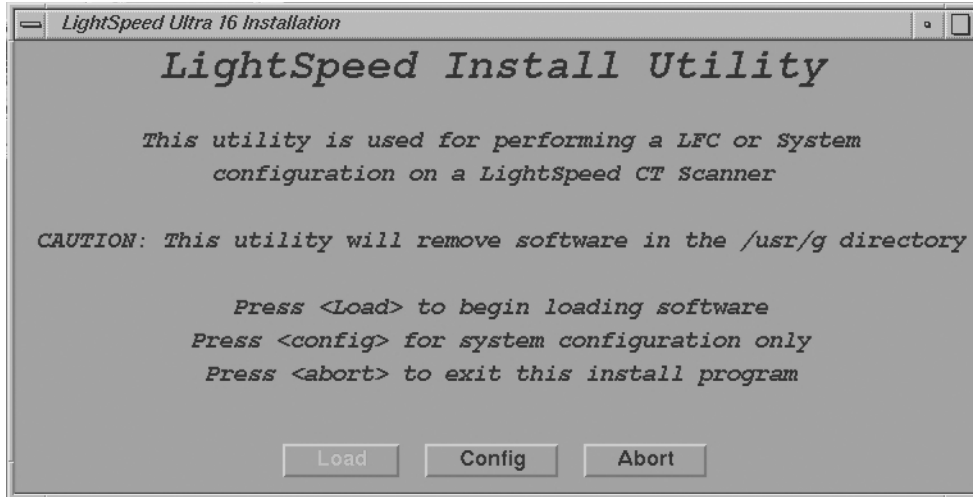 LightSpeed Ultra 16 Installation
LightSpeed Install Utility
This utility is used for performing a LFC or System
configuration on a LightSpeed CT Scanner
CAUTION: This utility will remove software in the /usr/g directory
Press <Load> to begin loading software
Press <config> for system configuration only
Press <abort> to exit this install program
Load Config Abort